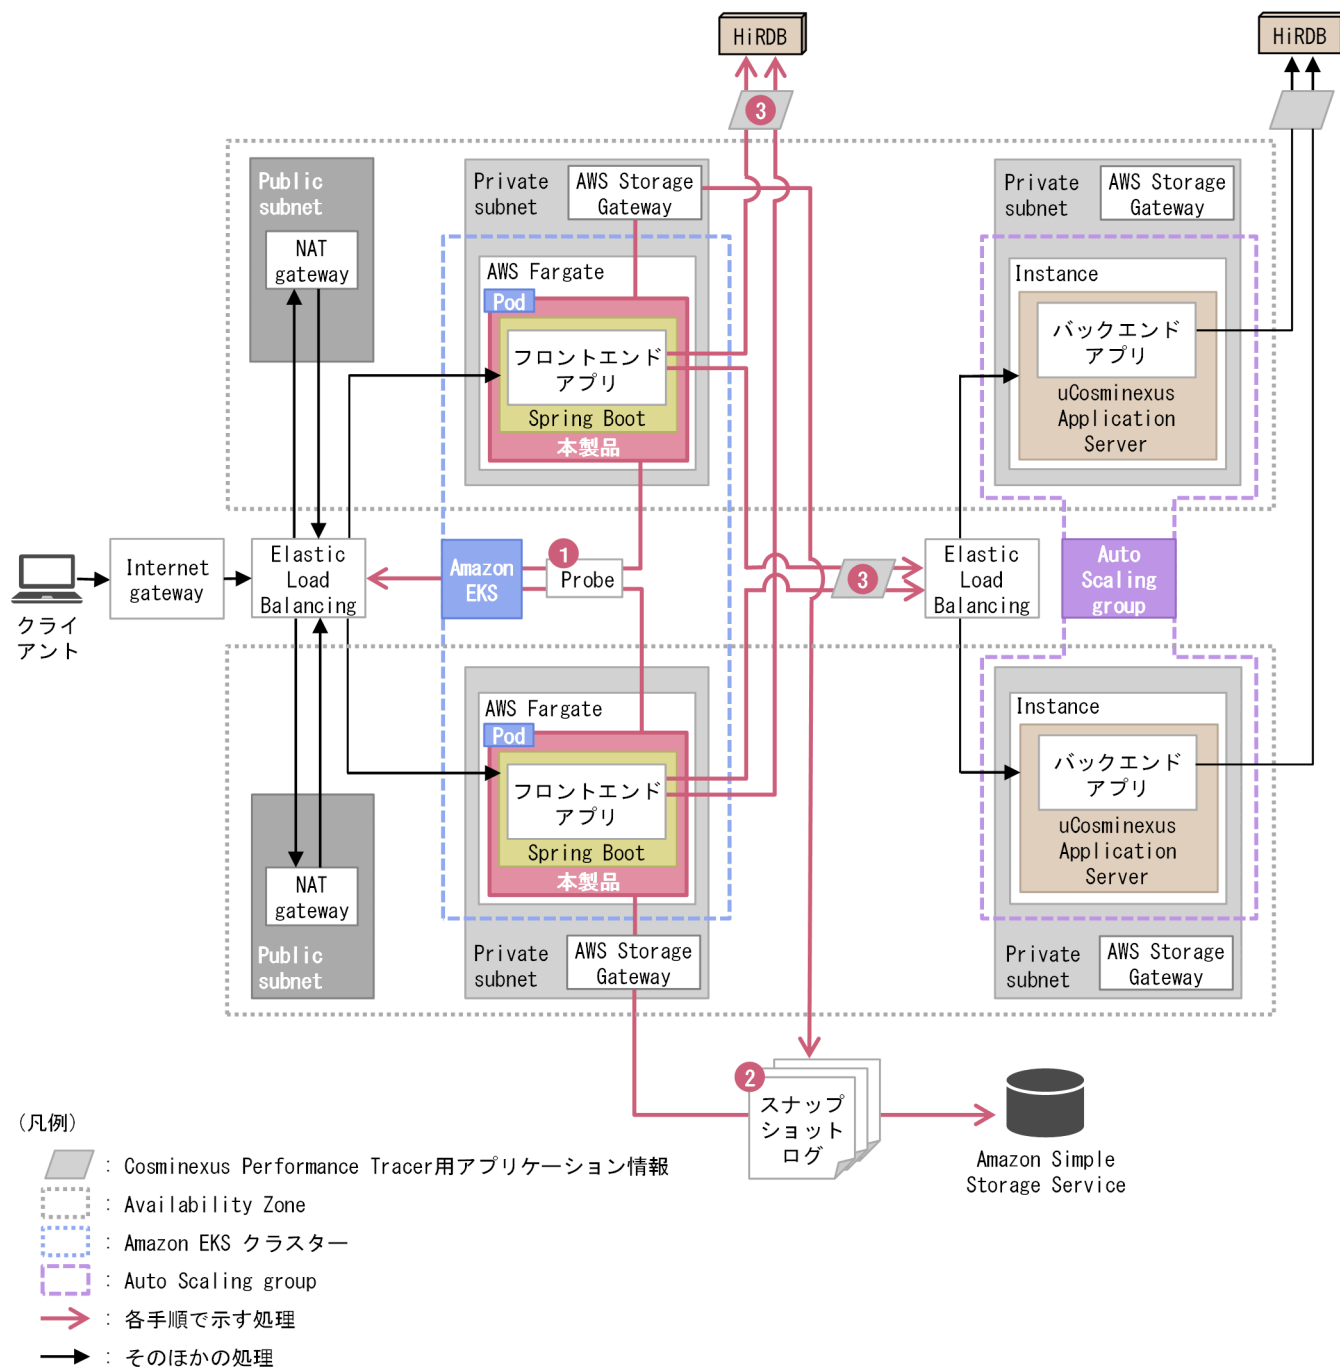 HiRDB
HiRDB
3
Public
subnet
NAT
gateway
Private
subnet
AWS Storage
Gateway
AWS Fargate
Pod
フロントエンド
アプリ
Spring Boot
本製品
Private
subnet
AWS Storage
Gateway
Instance
バックエンド
アプリ
uCosminexus
Application
Server
クライ
アント
Internet
gateway
Elastic
Load
Balancing
Amazon
EKS
1
Probe
3
Elastic
Load
Balancing
Auto
Scaling
group
NAT
gateway
Public
subnet
AWS Fargate
Pod
フロントエンド
アプリ
Spring Boot
本製品
Private
subnet
AWS Storage
Gateway
Instance
バックエンド
アプリ
uCosminexus
Application
Server
Private
subnet
AWS Storage
Gateway
2
スナップ
ショット
ログ
Amazon Simple
Storage Service
(凡例)
: Cosminexus Performance Tracer用アプリケーション情報
: Availability Zone
: Amazon EKS クラスター
: Auto Scaling group
: 各手順で示す処理
: そのほかの処理